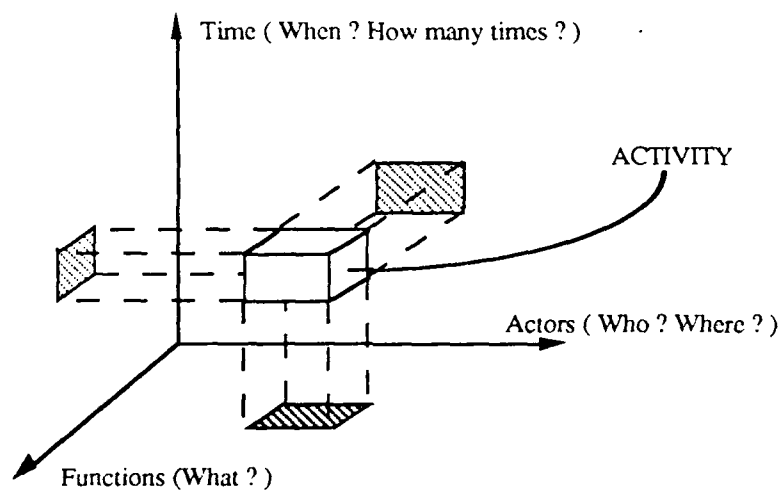 Time ( When ? How many times ? )
ACTIVITY
Actors ( Who ? Where ? )
Functions (What ? )